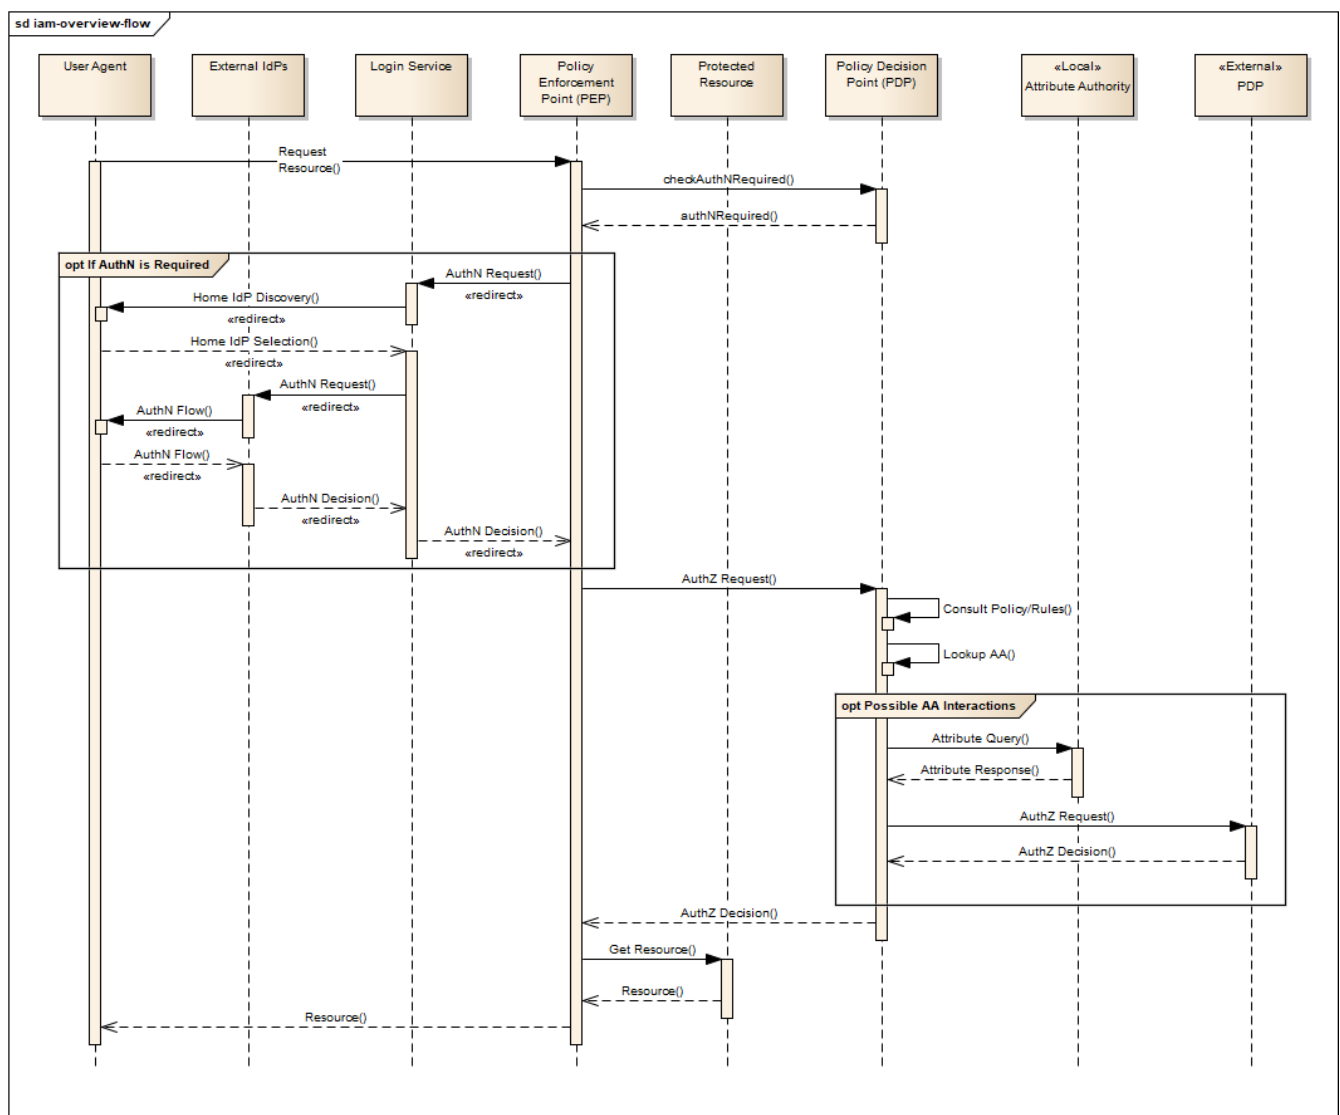 sd iam-overview-flow
User Agent
External IdPs
Login Service
Policy
Enforcement
Point (PEP)
Protected
Resource
Policy Decision
Point (PDP)
«Local»
Attribute Authority
«External»
PDP
Request
Resource()
checkAuthNRequired()
authNRequired()
opt If AuthN is Required
AuthN Request()
«redirect»
Home IdP Discovery()
«redirect»
Home IdP Selection()
«redirect»
AuthN Request()
«redirect»
AuthN Flow()
«redirect»
AuthN Flow()
«redirect»
AuthN Decision()
«redirect»
AuthN Decision()
«redirect»
AuthZ Request()
Consult Policy/Rules()
Lookup AA()
opt Possible AA Interactions
Attribute Query()
Attribute Response()
AuthZ Request()
AuthZ Decision()
AuthZ Decision()
Get Resource()
Resource()
Resource()